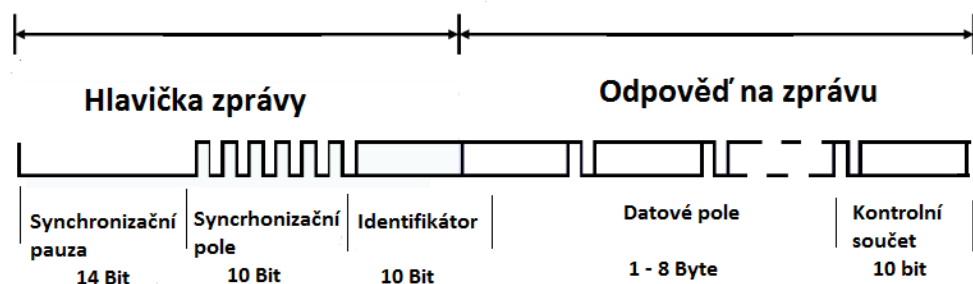 Hlavička zprávy
Odpověď na zprávu
Synchronizační
pauza
14 Bit
Syncrhonizační
pole
10 Bit
Identifikátor
10 Bit
Datové pole
1 - 8 Byte
Kontrolní
součet
10 bit